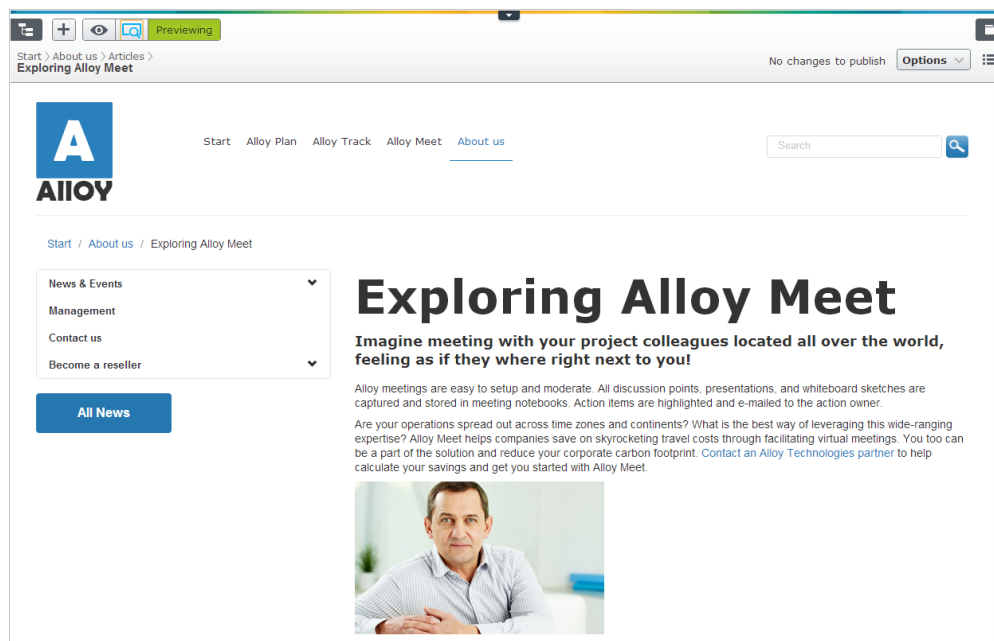 Previewing
Start > About us > Articles >
Exploring Alloy Meet
No changes to publish
Options
A
Alloy
Start Alloy Plan Alloy Track Alloy Meet About us
Search
Start / About us / Exploring Alloy Meet
News & Events
Management
Contact us
Become a reseller
All News
Exploring Alloy Meet
Imagine meeting with your project colleagues located all over the world,
feeling as if they where right next to you!
Alloy meetings are easy to setup and moderate. All discussion points, presentations, and whiteboard sketches are
captured and stored in meeting notebooks. Action items are highlighted and e-mailed to the action owner.
Are your operations spread out across time zones and continents? What is the best way of leveraging this wide-ranging
expertise? Alloy Meet helps companies save on skyrocketing travel costs through facilitating virtual meetings. You too can
be a part of the solution and reduce your corporate carbon footprint. Contact an Alloy Technologies partner to help
calculate your savings and get you started with Alloy Meet.